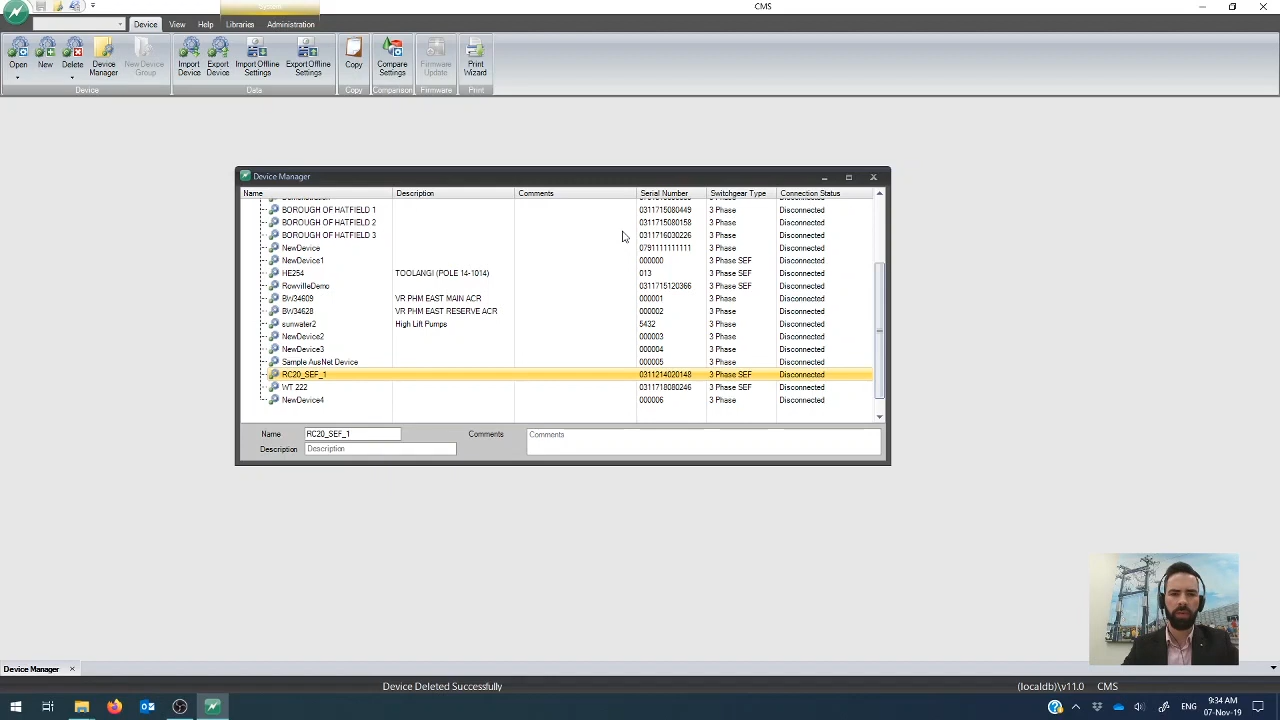 System
CMS
Device View Help Libraries Administration
Open New Delete Device Manager New Device Group Import Device Export Device Import Offline Settings Export Offline Settings Copy Compare Settings Firmware Update Print Wizard
Device Data Copy Comparison Firmware Print
Device Manager
Name Description Comments Serial Number Switchgear Type Connection Status
BOROUGH OF HATFIELD 1 0311715080449 3 Phase Disconnected
BOROUGH OF HATFIELD 2 0311715080158 3 Phase Disconnected
BOROUGH OF HATFIELD 3 0311716030226 3 Phase Disconnected
NewDevice 0791111111111 3 Phase Disconnected
NewDevice1 000000 3 Phase SEF Disconnected
HE254 TOOLANGI (POLE 14-1014) 013 3 Phase SEF Disconnected
RowvilleDemo 0311715120366 3 Phase SEF Disconnected
BW34609 VR PHM EAST MAIN ACR 000001 3 Phase Disconnected
BW34628 VR PHM EAST RESERVE ACR 000002 3 Phase Disconnected
sunwater2 High Lift Pumps 5432 3 Phase Disconnected
NewDevice2 000003 3 Phase Disconnected
NewDevice3 000004 3 Phase Disconnected
Sample AusNet Device 000005 3 Phase Disconnected
RC20_SEF_1 0311214020148 3 Phase SEF Disconnected
WT 222 0311718080246 3 Phase Disconnected
NewDevice4 000006 3 Phase Disconnected
Name RC20_SEF_1 Comments Comments
Description Description
Device Manager
Device Deleted Successfully (localdb)\v11.0 CMS
ENG 9:34 AM
07-Nov-19